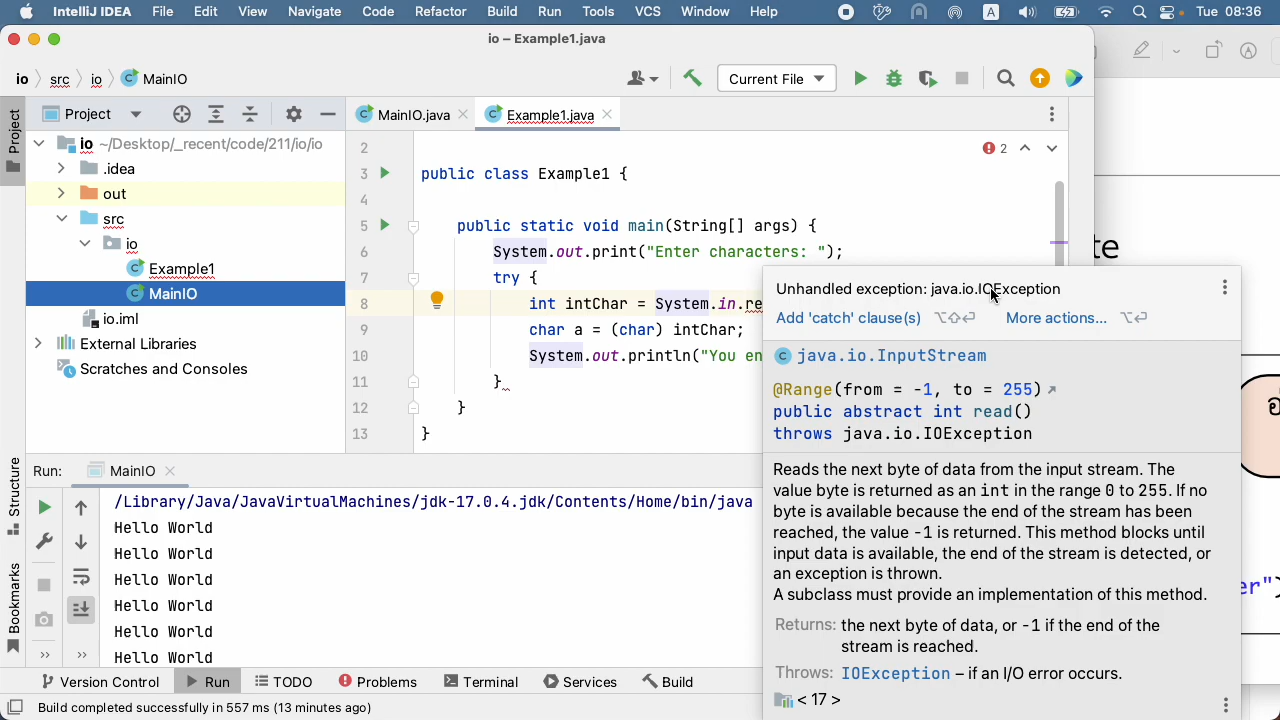 IntelliJ IDEA File Edit View Navigate Code Refactor Build Run Tools VCS Window Help A Tue 08:36
io – Example1.java
io src io MainIO Current File
Project MainIO.java Example1.java
Project
io ~/Desktop/_recent/code/211/io/io
.idea
out
src
io
Example1
MainIO
io.iml
External Libraries
Scratches and Consoles
2
2
3 public class Example1 {
4
5 public static void main(String[] args) {
6 System.out.print("Enter characters: ");
7 try {
8 int intChar = System.in.re
9 char a = (char) intChar;
10 System.out.println("You en
11 }
12 }
13 }
te
er")
Unhandled exception: java.io.IOException
Add 'catch' clause(s) ⌥⇧⏎ More actions... ⌥⏎
java.io.InputStream
@Range(from = -1, to = 255)
public abstract int read()
throws java.io.IOException
Reads the next byte of data from the input stream. The
value byte is returned as an int in the range 0 to 255. If no
byte is available because the end of the stream has been
reached, the value -1 is returned. This method blocks until
input data is available, the end of the stream is detected, or
an exception is thrown.
A subclass must provide an implementation of this method.
Returns: the next byte of data, or -1 if the end of the
stream is reached.
Throws: IOException – if an I/O error occurs.
< 17 >
Run: MainIO
/Library/Java/JavaVirtualMachines/jdk-17.0.4.jdk/Contents/Home/bin/java
Hello World
Hello World
Hello World
Hello World
Hello World
Hello World
Structure
Bookmarks
Version Control Run TODO Problems Terminal Services Build
Build completed successfully in 557 ms (13 minutes ago)